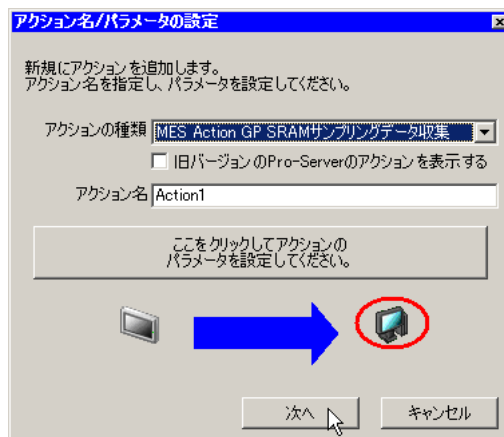 アクション名/パラメータの設定
新規にアクションを追加します。
アクション名を指定し、パラメータを設定してください。
アクションの種類 MES Action GP SRAMサンプリングデータ収集
旧バージョンのPro-Serverのアクションを表示する
アクション名 Action1
ここをクリックしてアクションの
パラメータを設定してください。
次へ キャンセル